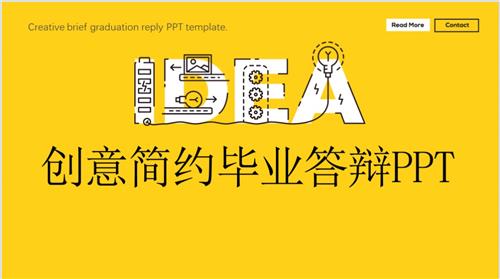 Creative brief graduation reply PPT template.
Read More
Contact
IDEA
创意简约毕业答辩PPT